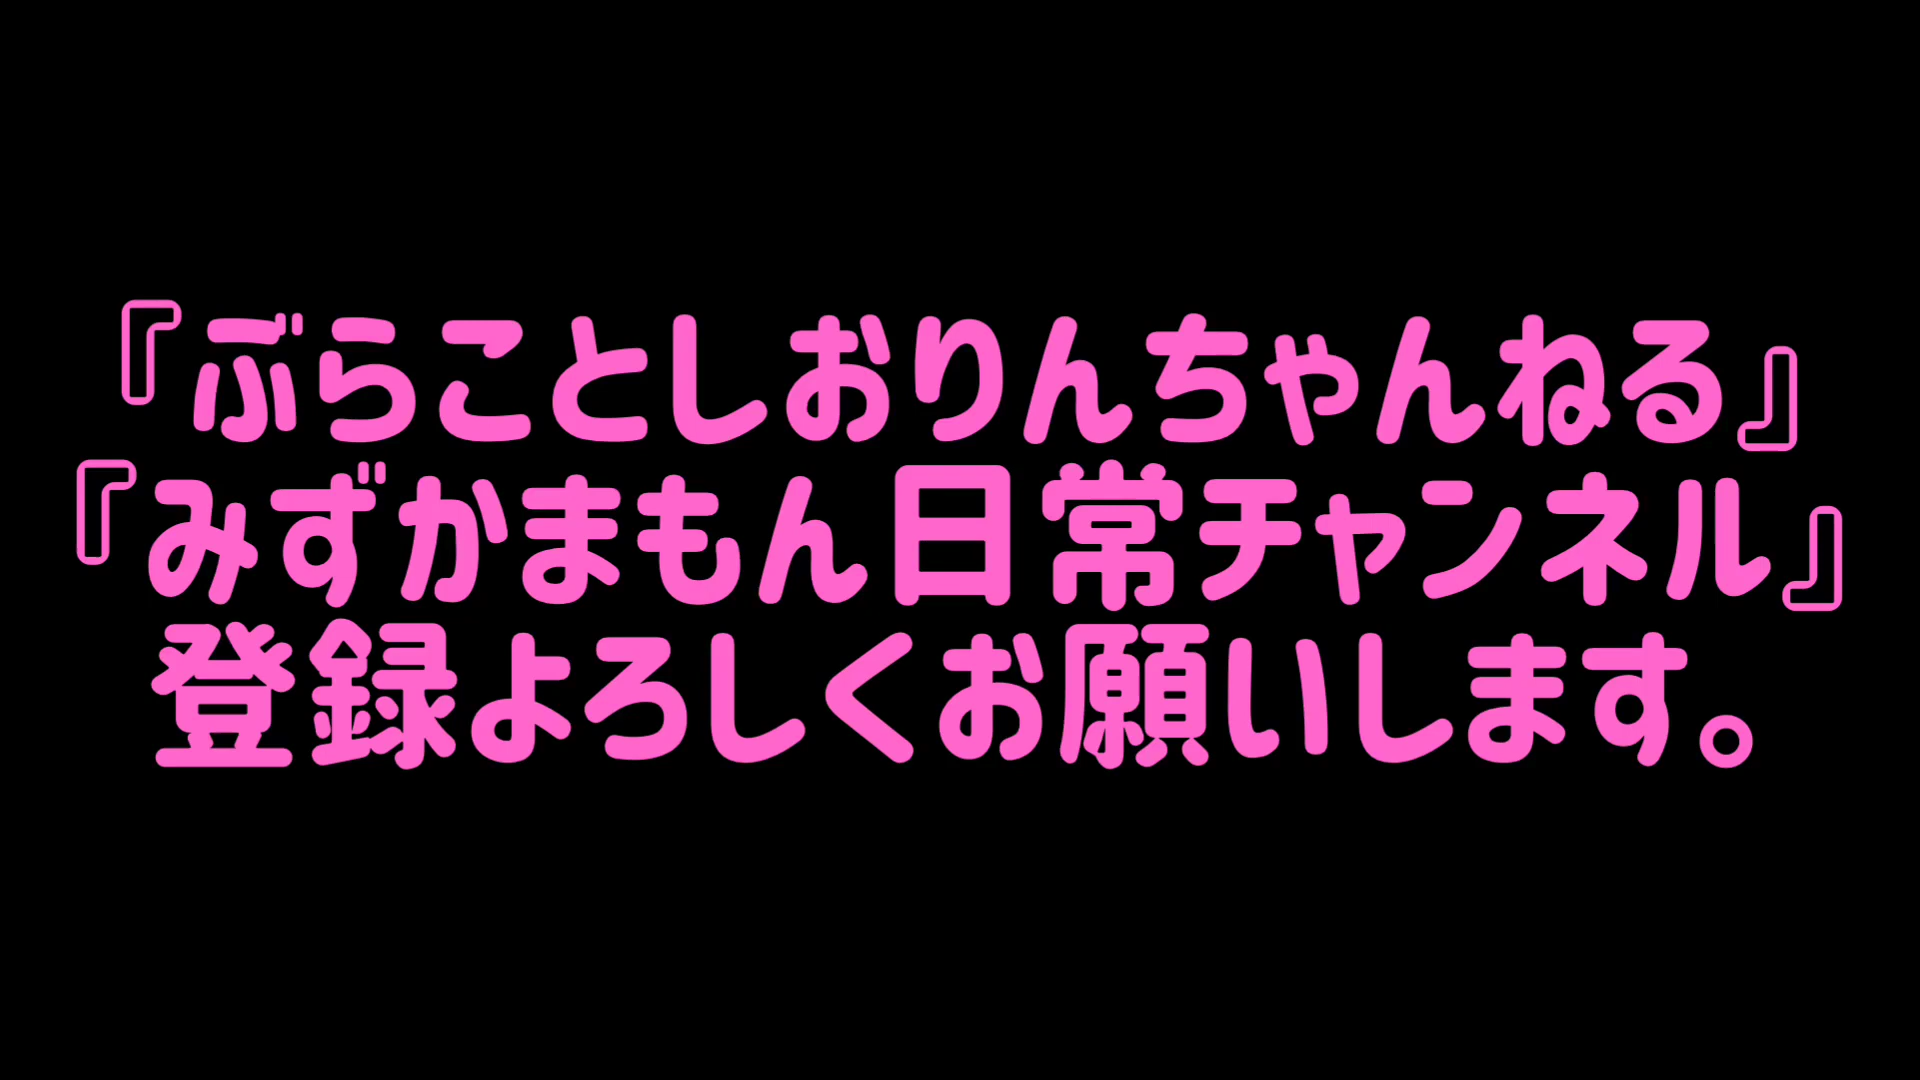 『ぶらことしおりんちゃんねる』
『みずかまもん日常チャンネル』
登録よろしくお願いします。